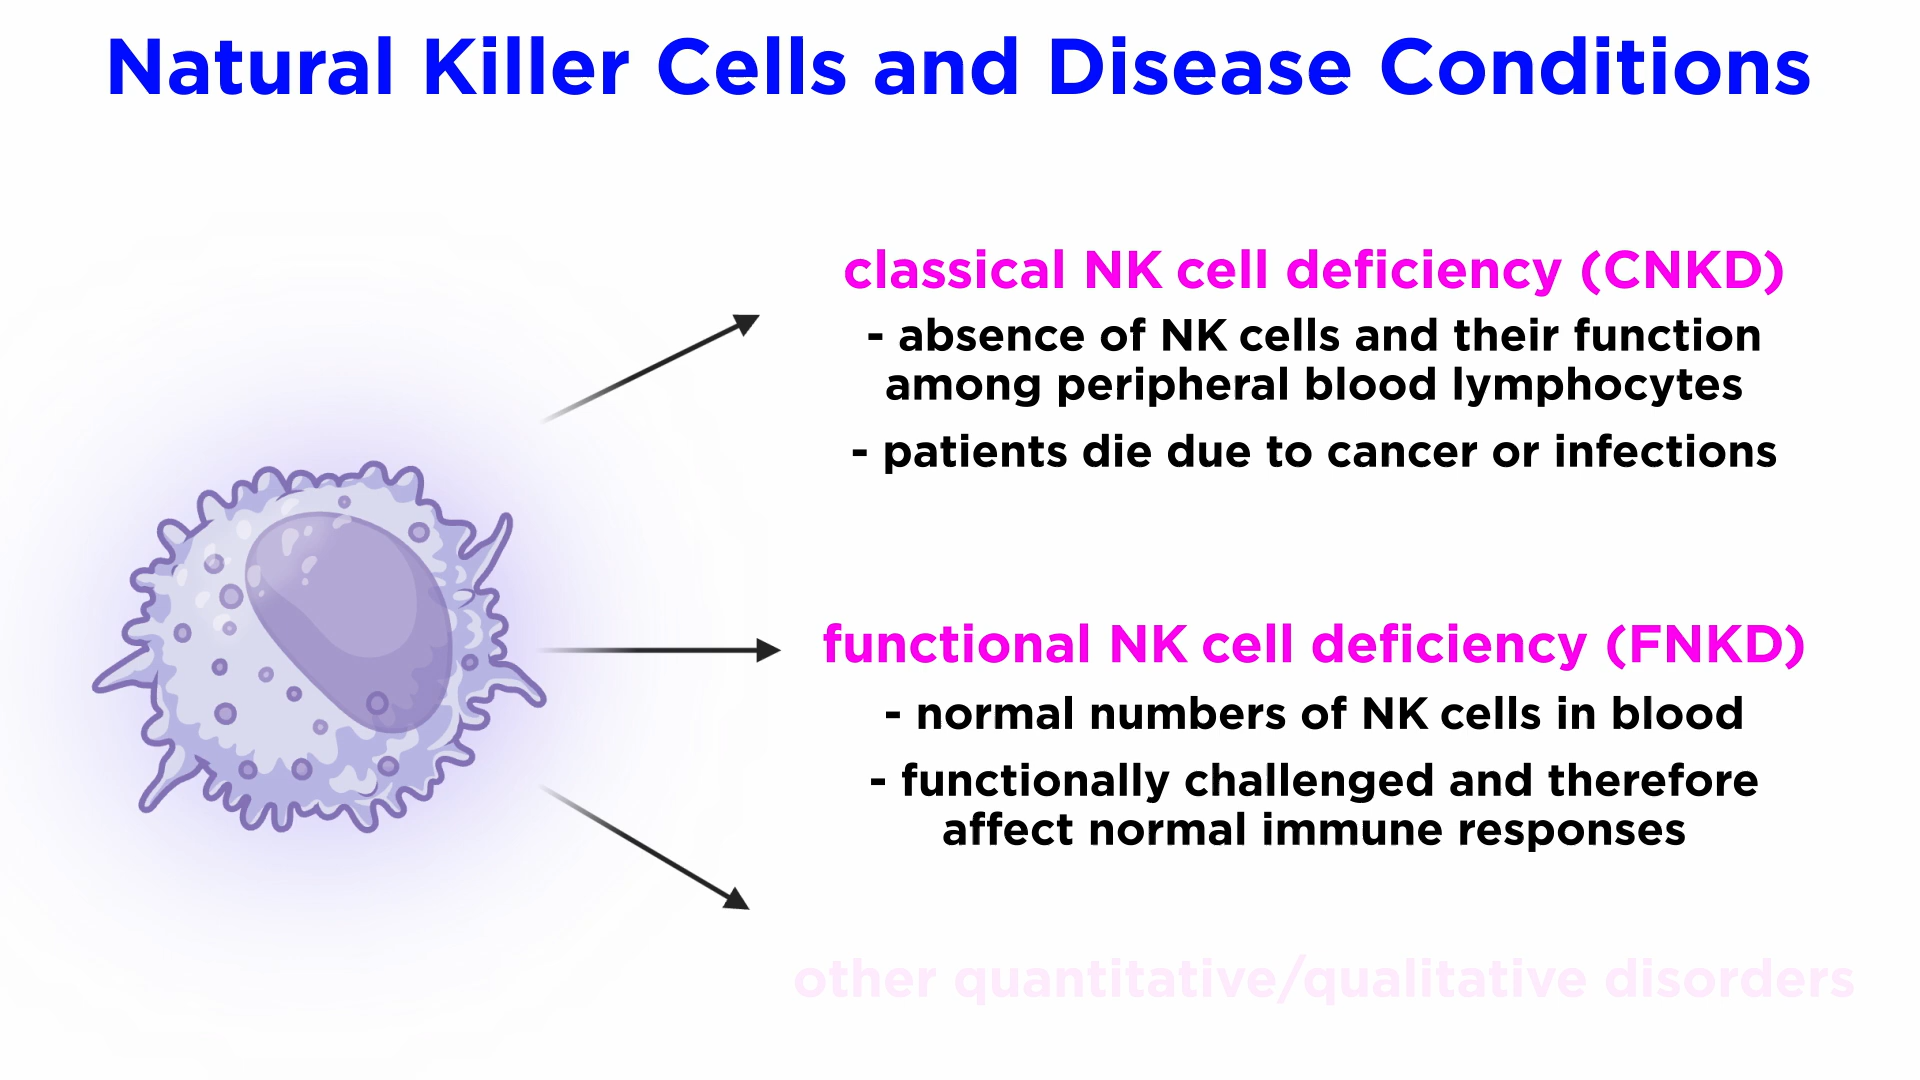 Natural Killer Cells and Disease Conditions
classical NK cell deficiency (CNKD)
- absence of NK cells and their function
among peripheral blood lymphocytes
- patients die due to cancer or infections
functional NK cell deficiency (FNKD)
- normal numbers of NK cells in blood
- functionally challenged and therefore
affect normal immune responses
other quantitative/qualitative disorders